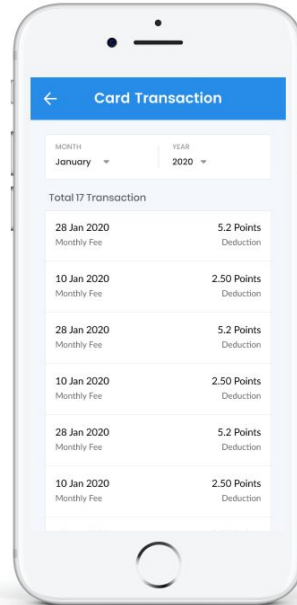 Card Transaction
MONTH YEAR
January 2020
Total 17 Transaction
28 Jan 2020 5.2 Points
Monthly Fee Deduction
10 Jan 2020 2.50 Points
Monthly Fee Deduction
28 Jan 2020 5.2 Points
Monthly Fee Deduction
10 Jan 2020 2.50 Points
Monthly Fee Deduction
28 Jan 2020 5.2 Points
Monthly Fee Deduction
10 Jan 2020 2.50 Points
Monthly Fee Deduction